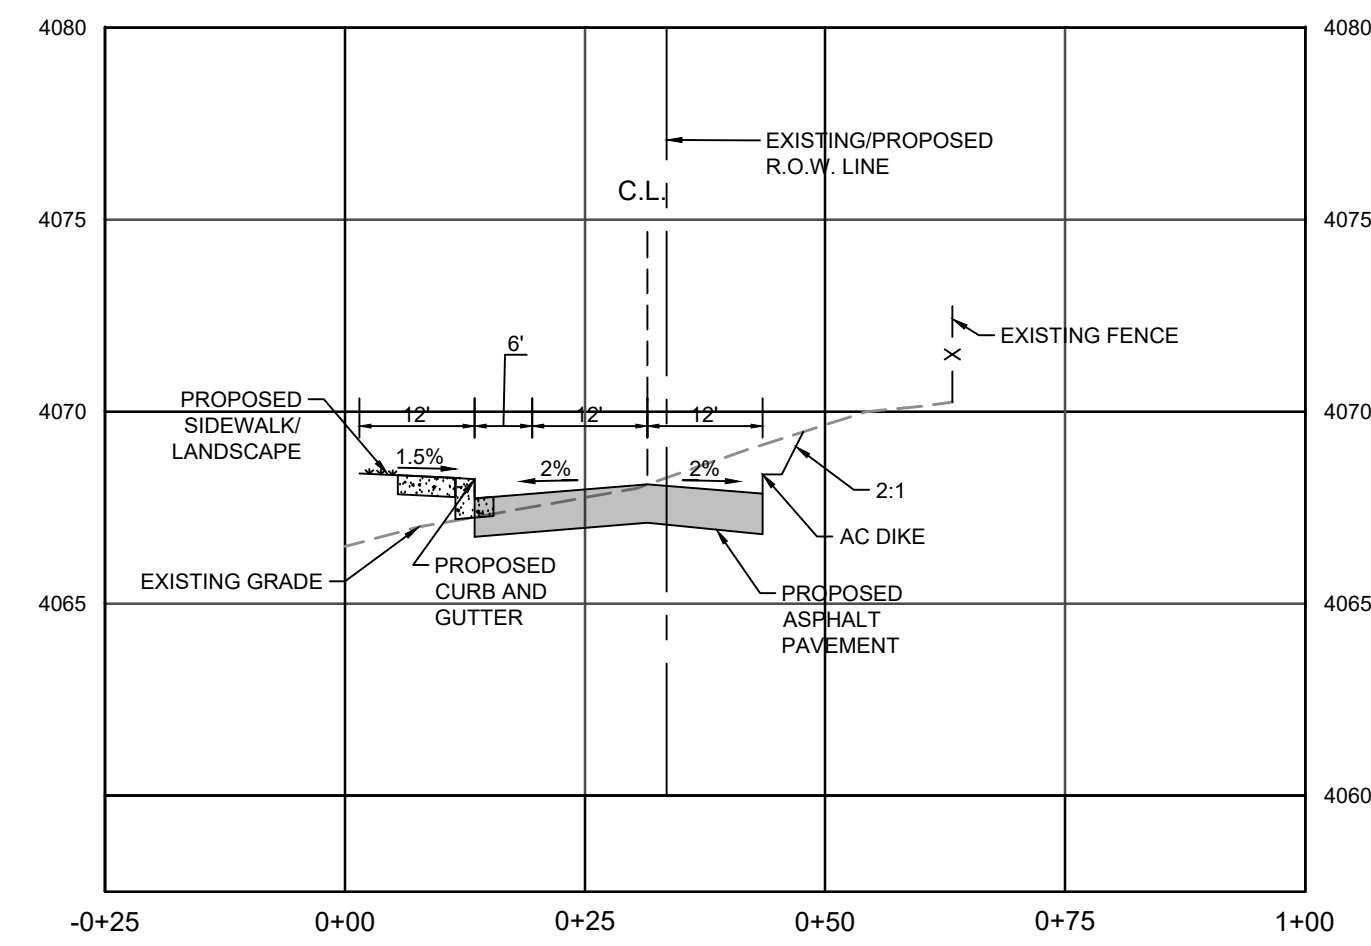 4080
4080
EXISTING/PROPOSED
R.O.W. LINE
C.L.
4075
4075
EXISTING FENCE
X
6'
PROPOSED
SIDEWALK/
LANDSCAPE
4070
4070
12'
12'
12'
1.5%
2%
2%
2:1
AC DIKE
EXISTING GRADE
PROPOSED
CURB AND
GUTTER
PROPOSED
ASPHALT
PAVEMENT
4065
4065
4060
4060
-0+25
0+00
0+25
0+50
0+75
1+00